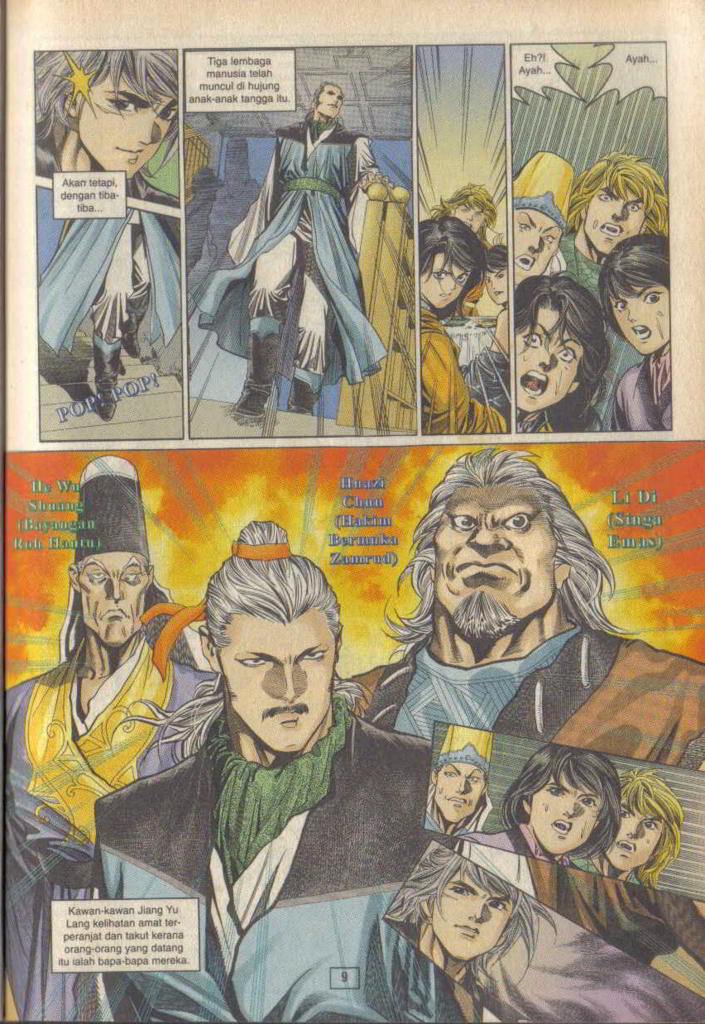 Akan tetapi,
dengan tiba-
tiba...
POP! POP!
Tiga lembaga
manusia telah
muncul di hujung
anak-anak tangga itu.
Eh?!
Ayah...
Ayah...
He Wu
Shuang
(Bayangan
Roh Hantu)
Huazi
Chun
(Hakim
Bermuka
Zamrud)
Li Di
(Singa
Emas)
Kawan-kawan Jiang Yu
Lang kelihatan amat ter-
peranjat dan takut kerana
orang-orang yang datang
itu ialah bapa-bapa mereka.
9